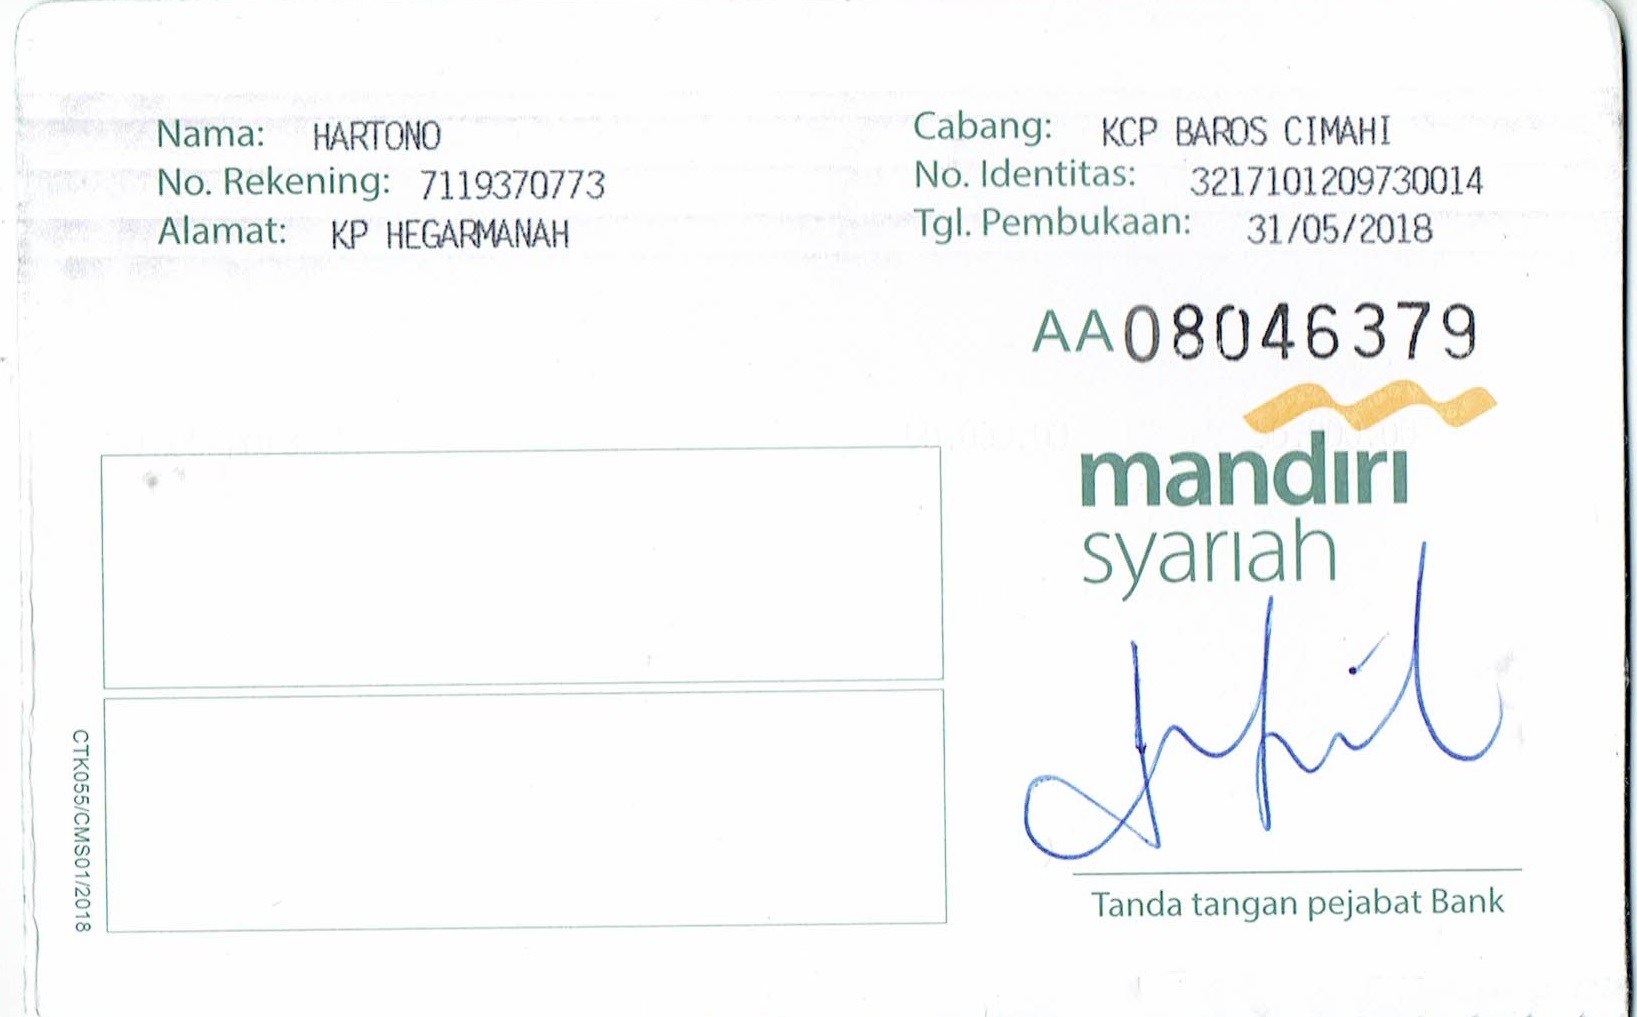 Nama: HARTONO
No. Rekening: 7119370773
Alamat: KP HEGARMANAH
Cabang: KCP BAROS CIMAHI
No. Identitas: 3217101209730014
Tgl. Pembukaan: 31/05/2018
AA08046379
mandiri
syariah
Tanda tangan pejabat Bank
CTK055/CMS01/2018